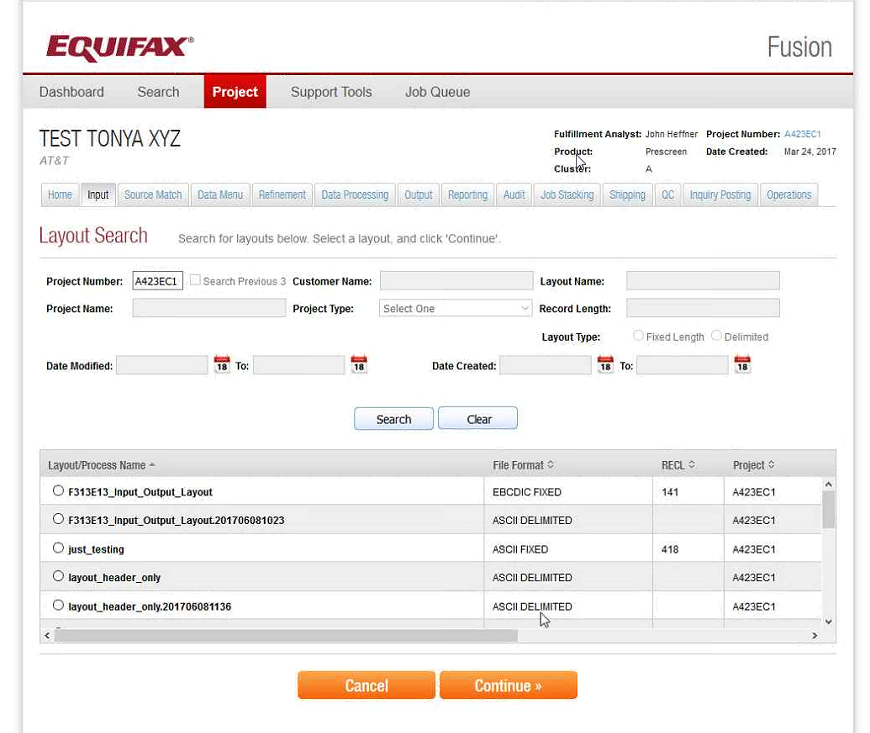 EQUIFAX® Fusion
Dashboard Search Project Support Tools Job Queue
TEST TONYA XYZ
AT&T
Fulfillment Analyst: John Heffner Project Number: A423EC1
Product: Prescreen Date Created: Mar 24, 2017
Cluster: A
Home Input Source Match Data Menu Refinement Data Processing Output Reporting Audit Job Stacking Shipping QC Inquiry Posting Operations
Layout Search Search for layouts below. Select a layout, and click 'Continue'.
Project Number: A423EC1 Search Previous 3 Customer Name: Layout Name:
Project Name: Project Type: Select One Record Length:
Layout Type: Fixed Length Delimited
Date Modified: 18 To: 18 Date Created: 18 To: 18
Search Clear
Layout/Process Name File Format RECL Project
F313E13_Input_Output_Layout EBCDIC FIXED 141 A423EC1
F313E13_Input_Output_Layout.201706081023 ASCII DELIMITED A423EC1
just_testing ASCII FIXED 418 A423EC1
layout_header_only ASCII DELIMITED A423EC1
layout_header_only.201706081136 ASCII DELIMITED A423EC1
Cancel Continue »